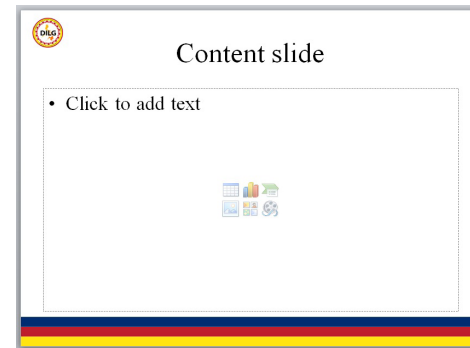 DILG
Content slide
• Click to add text